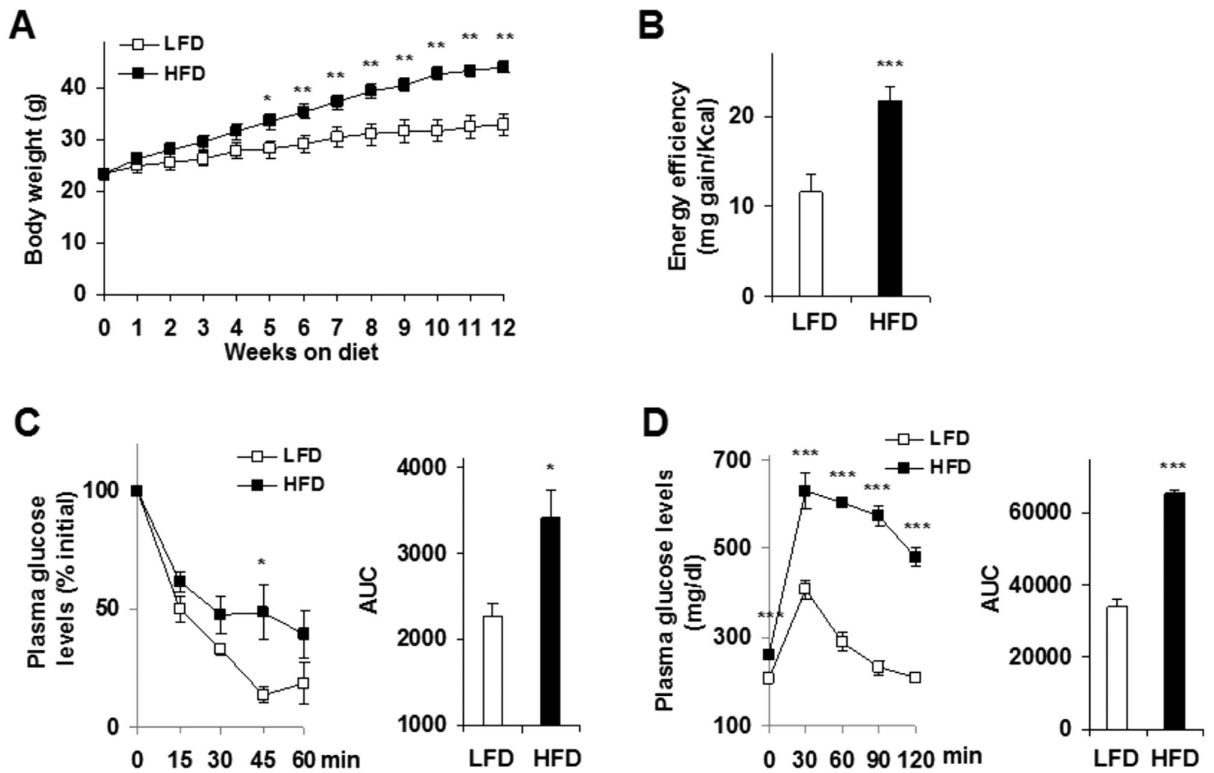 A
LFD
HFD
Body weight (g)
40
30
20
10
0
* ** ** ** ** ** ** **
0 1 2 3 4 5 6 7 8 9 10 11 12
Weeks on diet
B
Energy efficiency
(mg gain/Kcal)
20
10
0
***
LFD HFD
C
LFD
HFD
Plasma glucose
levels (% initial)
100
50
0
*
0 15 30 45 60 min
AUC
4000
3000
2000
1000
*
LFD HFD
D
LFD
HFD
Plasma glucose levels
(mg/dl)
700
500
300
100
*** *** *** *** ***
0 30 60 90 120 min
AUC
60000
40000
20000
0
***
LFD HFD